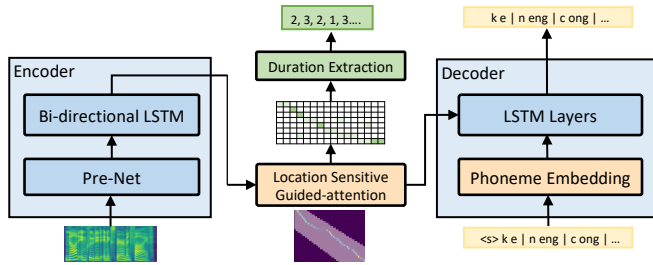 2, 3, 2, 1, 3....
k e | n eng | c ong | ...
Encoder
Duration Extraction
Decoder
Bi-directional LSTM
LSTM Layers
Pre-Net
Location Sensitive
Guided-attention
Phoneme Embedding
<s> k e | n eng | c ong | ...